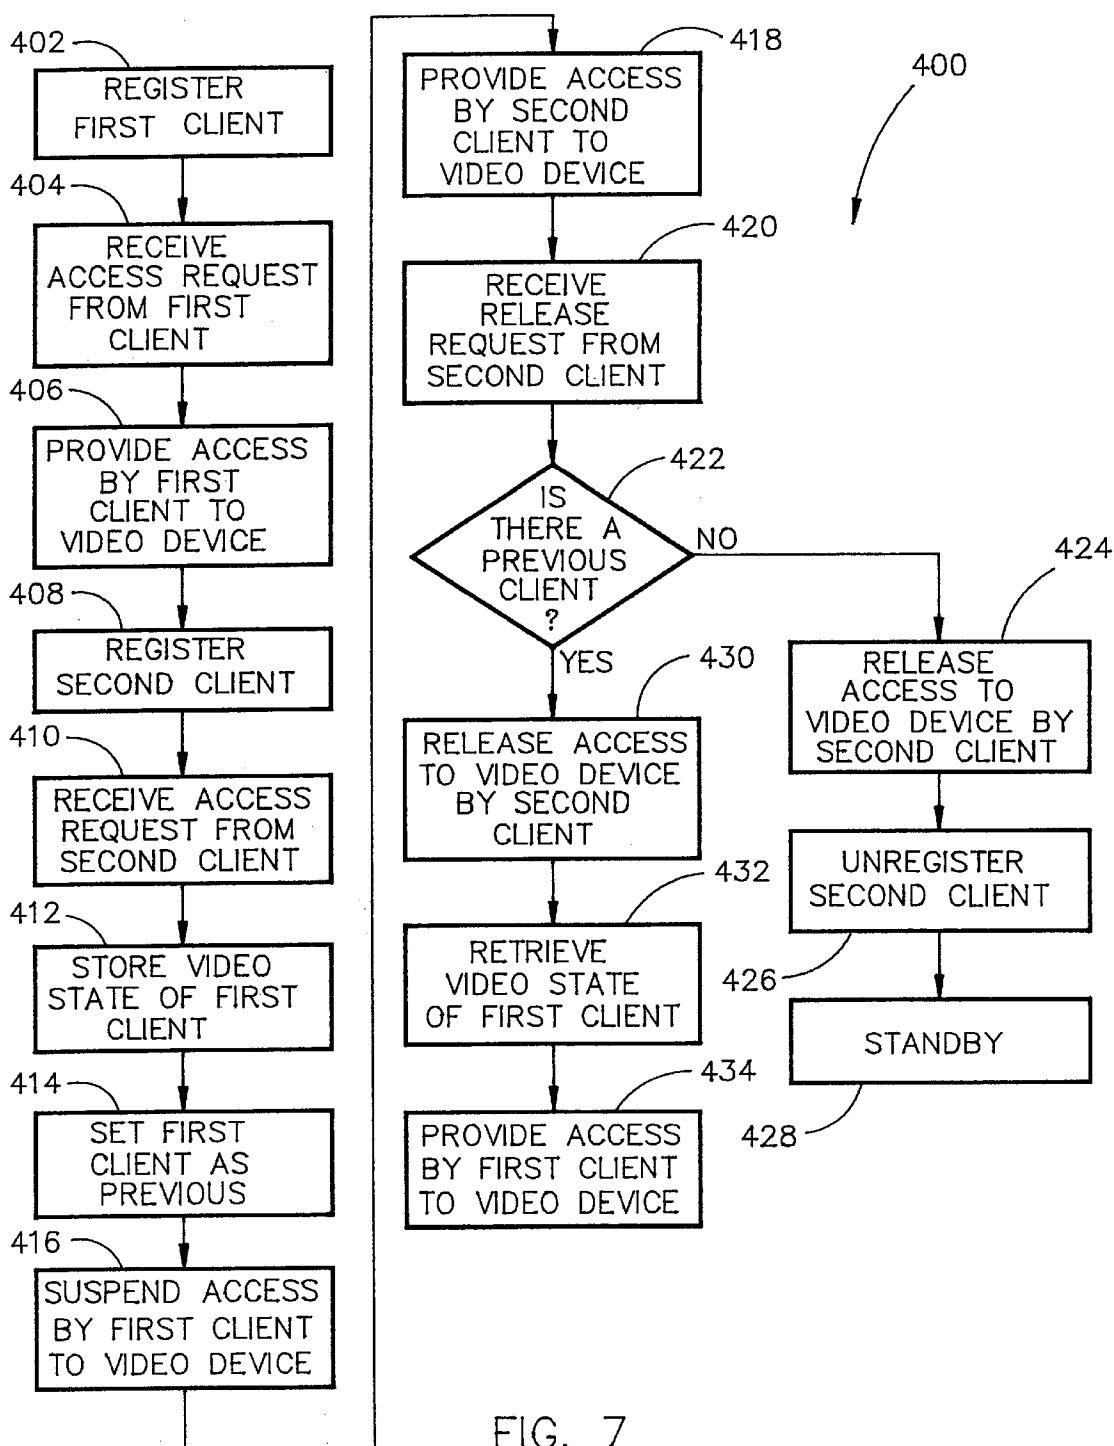 402
REGISTER
FIRST CLIENT
404
RECEIVE
ACCESS REQUEST
FROM FIRST
CLIENT
406
PROVIDE ACCESS
BY FIRST
CLIENT TO
VIDEO DEVICE
408
REGISTER
SECOND CLIENT
410
RECEIVE ACCESS
REQUEST FROM
SECOND CLIENT
412
STORE VIDEO
STATE OF FIRST
CLIENT
414
SET FIRST
CLIENT AS
PREVIOUS
416
SUSPEND ACCESS
BY FIRST CLIENT
TO VIDEO DEVICE
418
PROVIDE ACCESS
BY SECOND
CLIENT TO
VIDEO DEVICE
400
420
RECEIVE
RELEASE
REQUEST FROM
SECOND CLIENT
422
IS
THERE A
PREVIOUS
CLIENT
?
NO
YES
424
RELEASE
ACCESS TO
VIDEO DEVICE BY
SECOND CLIENT
UNREGISTER
SECOND CLIENT
426
STANDBY
428
430
RELEASE ACCESS
TO VIDEO DEVICE
BY SECOND
CLIENT
432
RETRIEVE
VIDEO STATE
OF FIRST CLIENT
434
PROVIDE ACCESS
BY FIRST CLIENT
TO VIDEO DEVICE
FIG. 7